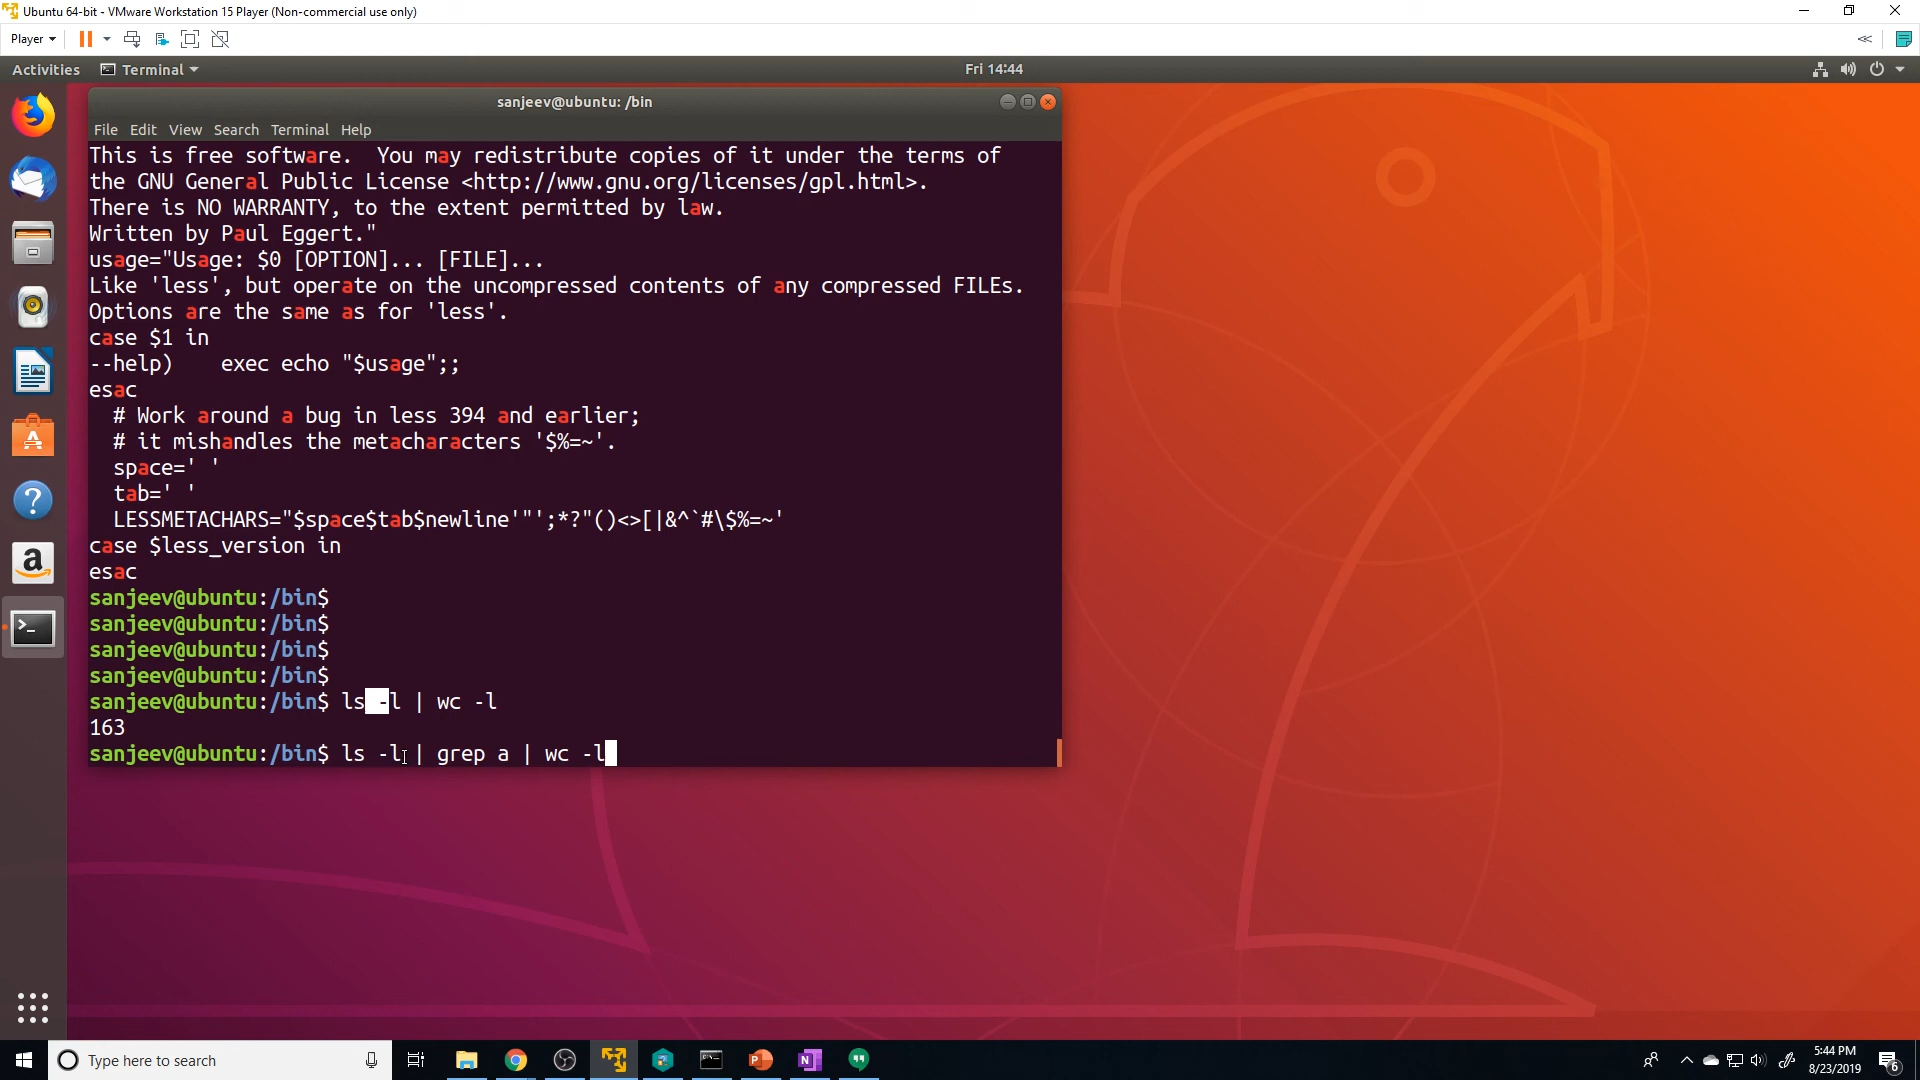 Ubuntu 64-bit - VMware Workstation 15 Player (Non-commercial use only)
Player
Activities
Terminal
Fri 14:44
sanjeev@ubuntu: /bin
File Edit View Search Terminal Help
This is free software.  You may redistribute copies of it under the terms of
the GNU General Public License <http://www.gnu.org/licenses/gpl.html>.
There is NO WARRANTY, to the extent permitted by law.
Written by Paul Eggert."
usage="Usage: $0 [OPTION]... [FILE]...
Like 'less', but operate on the uncompressed contents of any compressed FILEs.
Options are the same as for 'less'.
case $1 in
--help)    exec echo "$usage";;
esac
  # Work around a bug in less 394 and earlier;
  # it mishandles the metacharacters '$%=~'.
  space=' '
  tab=' '
  LESSMETACHARS="$space$tab$newline'"';*?"()<>[|&^`#\$%=~'
case $less_version in
esac
sanjeev@ubuntu:/bin$
sanjeev@ubuntu:/bin$
sanjeev@ubuntu:/bin$
sanjeev@ubuntu:/bin$
sanjeev@ubuntu:/bin$ ls -l | wc -l
163
sanjeev@ubuntu:/bin$ ls -l | grep a | wc -l
Type here to search
5:44 PM
8/23/2019
6